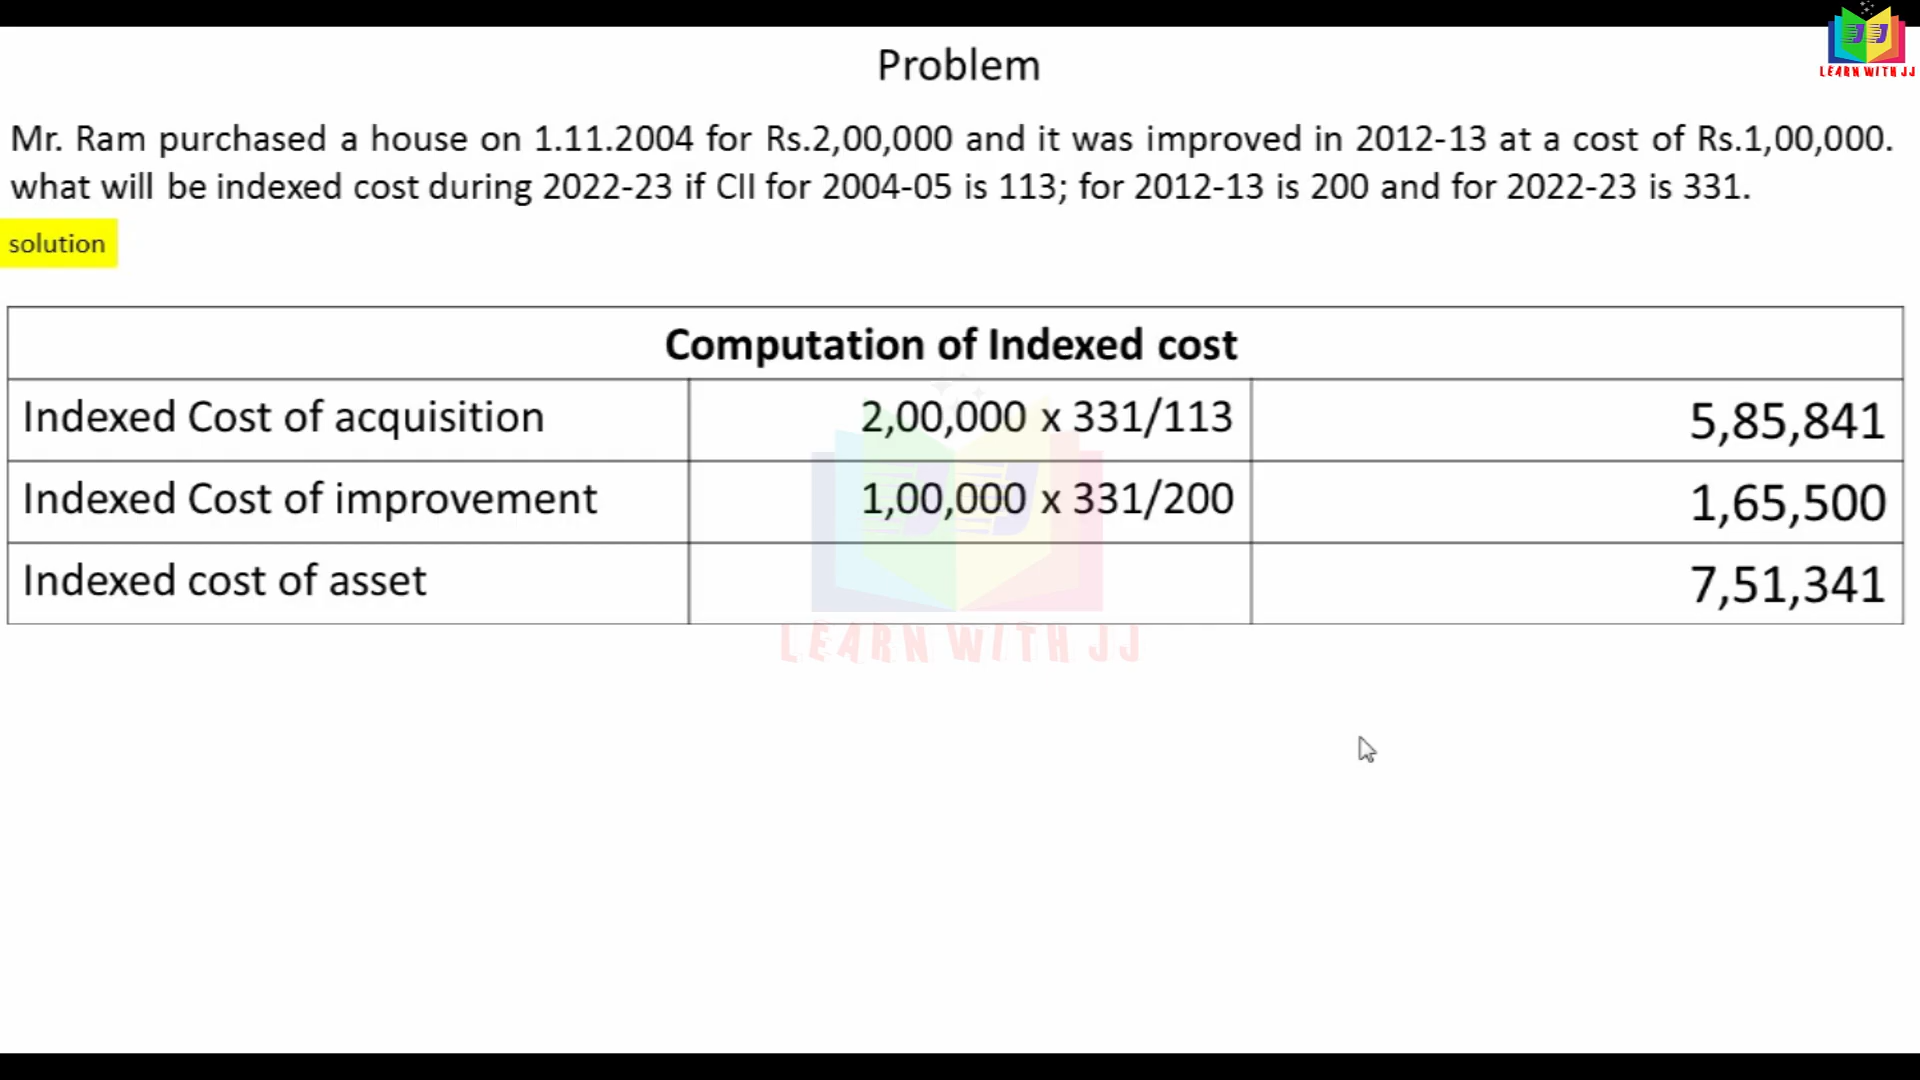 LEARN WITH JJ
Problem
Mr. Ram purchased a house on 1.11.2004 for Rs.2,00,000 and it was improved in 2012-13 at a cost of Rs.1,00,000.
what will be indexed cost during 2022-23 if CII for 2004-05 is 113; for 2012-13 is 200 and for 2022-23 is 331.
solution
Computation of Indexed cost
Indexed Cost of acquisition 2,00,000 x 331/113 5,85,841
Indexed Cost of improvement 1,00,000 x 331/200 1,65,500
Indexed cost of asset 7,51,341
LEARN WITH JJ